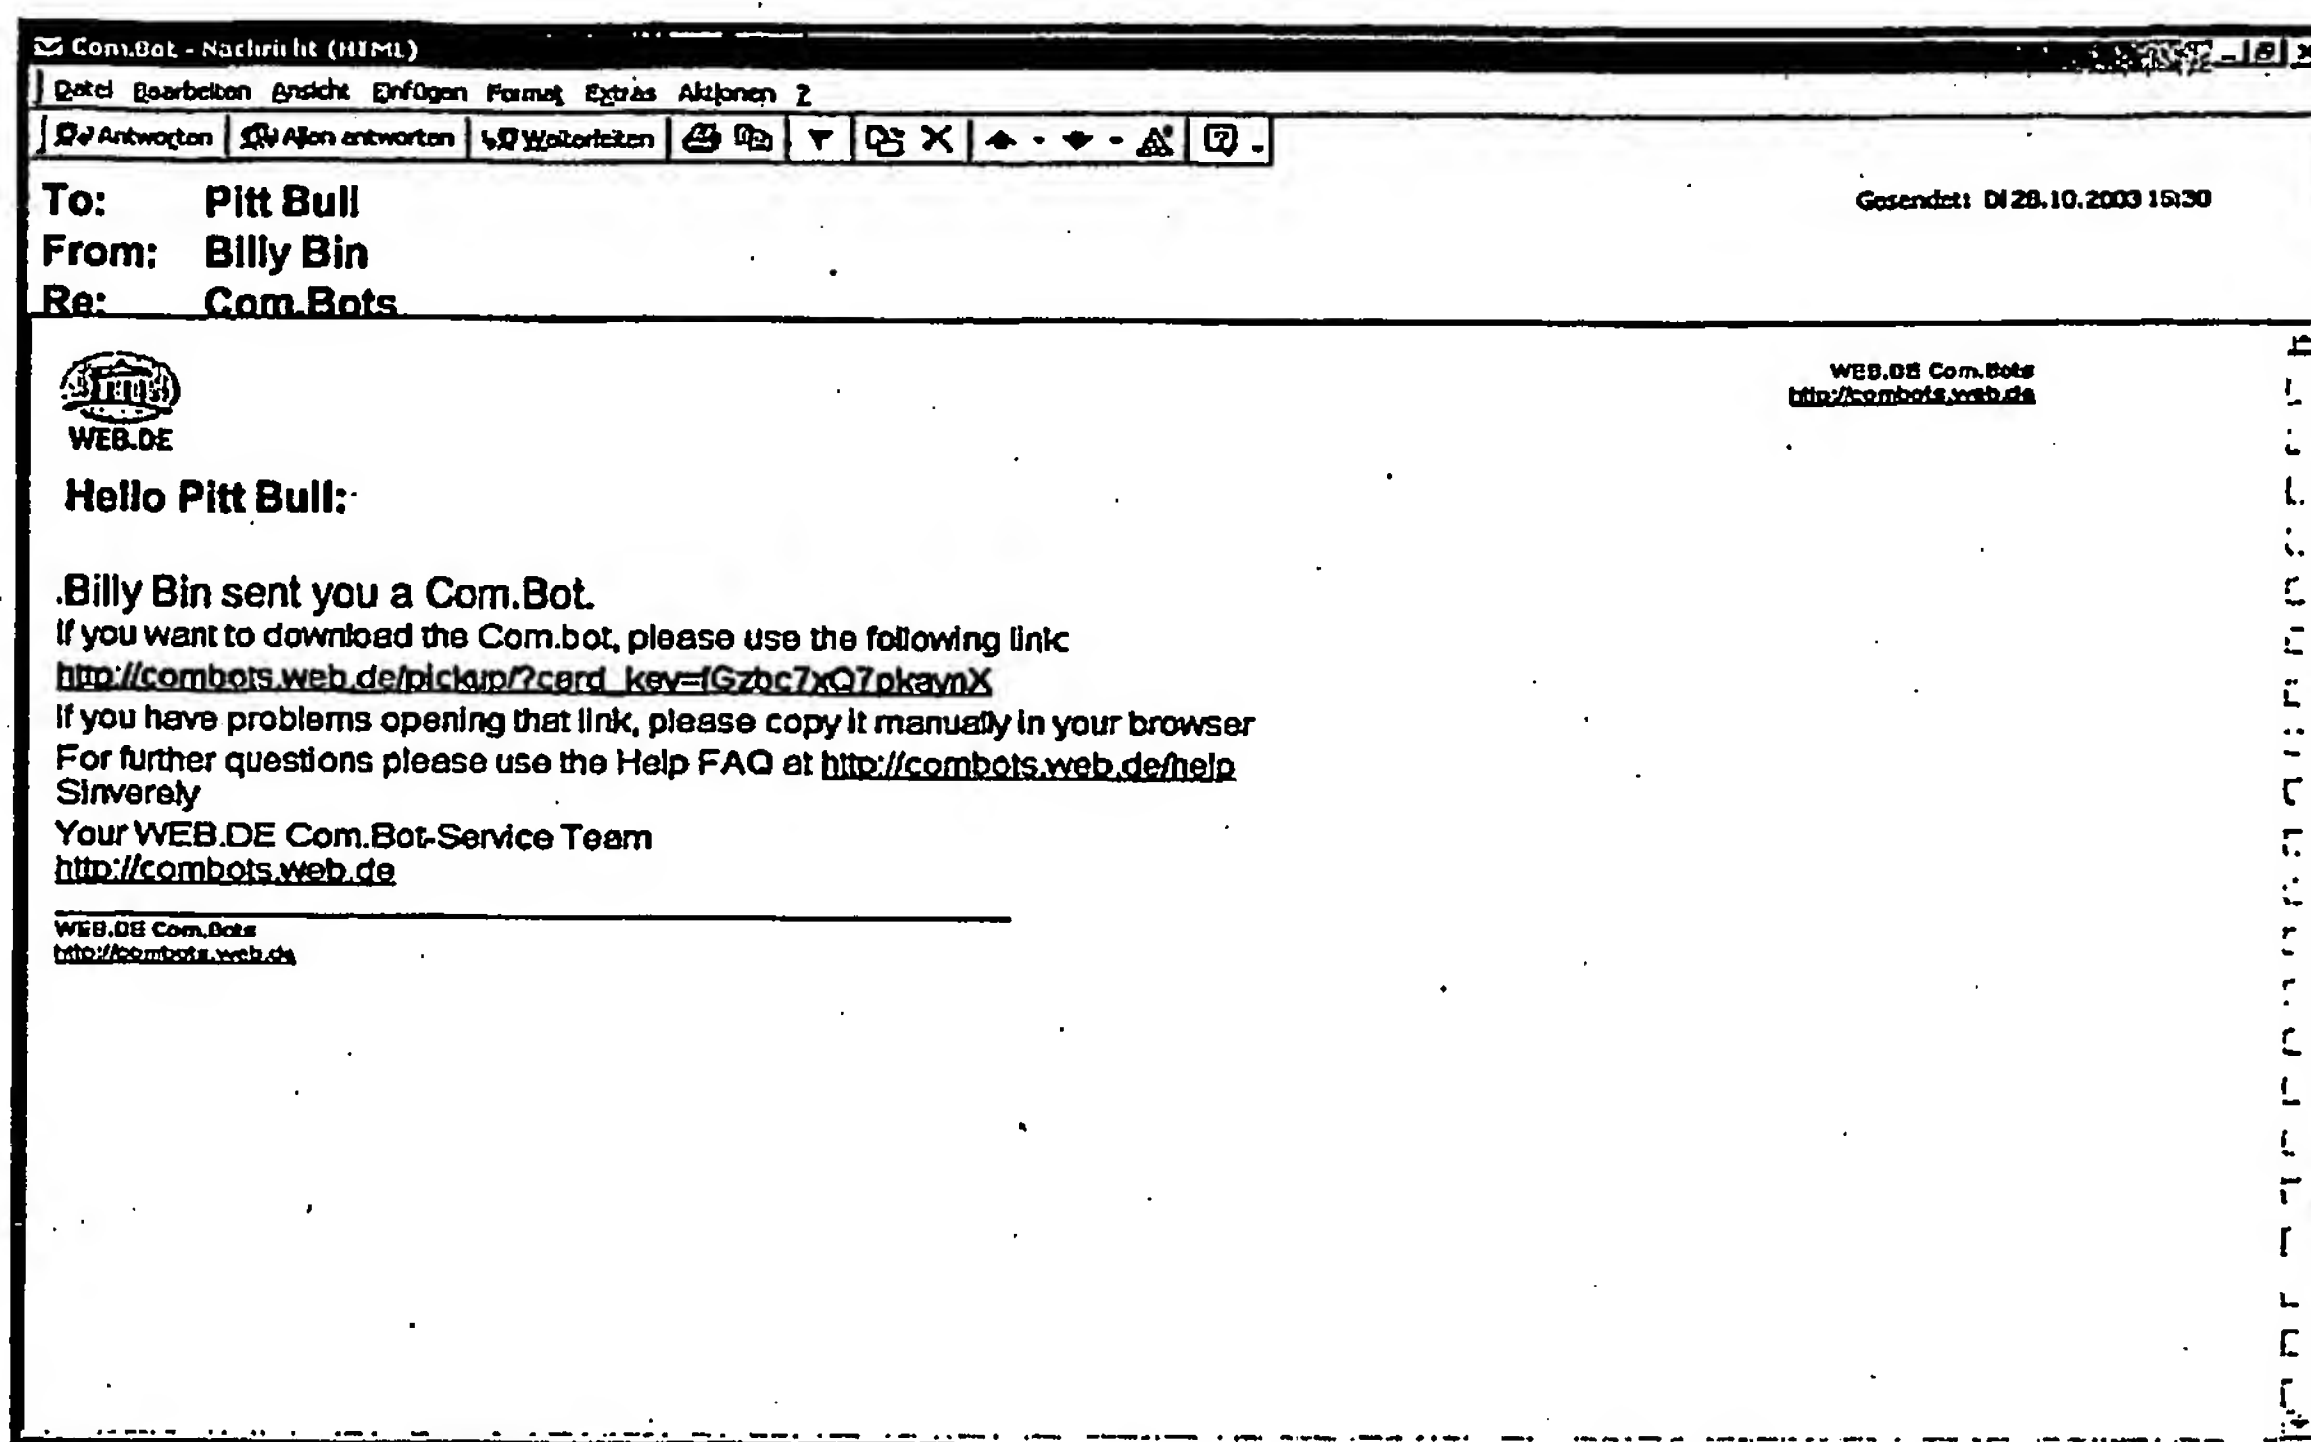 Com.Bot - Nachricht (HTML)
Datei Bearbeiten Ansicht Einfügen Format Extras Aktionen ?
Antworten Allen antworten Weiterleiten
To: Pitt Bull
Gesendet: Di 28.10.2003 15:30
From: Billy Bin
Re: Com.Bots
WEB.DE Com.Bots
http://combots.web.de
WEB.DE
Hello Pitt Bull:
Billy Bin sent you a Com.Bot.
If you want to download the Com.bot, please use the following link:
http://combots.web.de/pickup/?card_key=fGzbc7xQ7pkaynX
If you have problems opening that link, please copy it manually in your browser
For further questions please use the Help FAQ at http://combots.web.de/help
Sinverely
Your WEB.DE Com.Bot-Service Team
http://combots.web.de
WEB.DE Com.Bots
http://combots.web.de